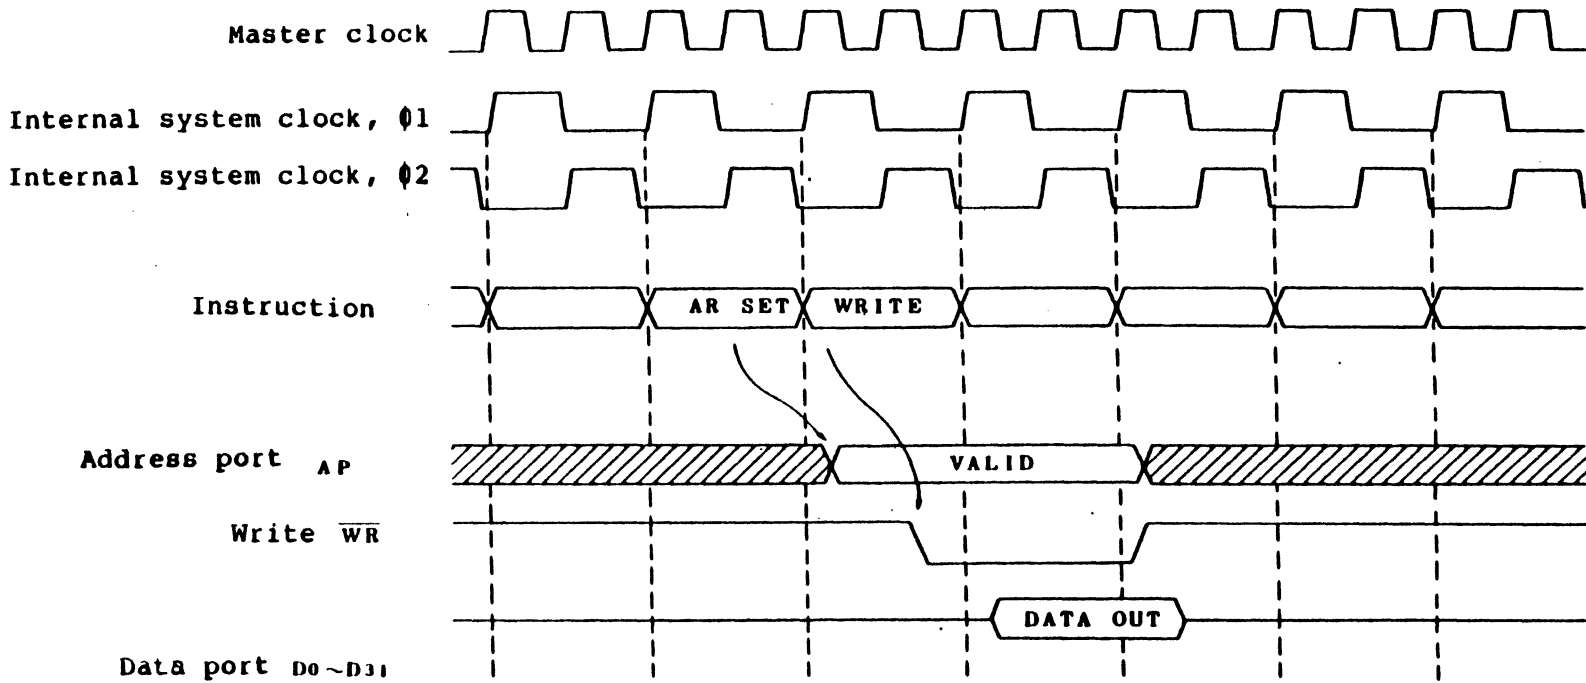 Master clock
Internal system clock, ϕ1
Internal system clock, ϕ2
Instruction AR SET WRITE
Address port AP VALID
Write W̅R̅
DATA OUT
Data port D0~D31